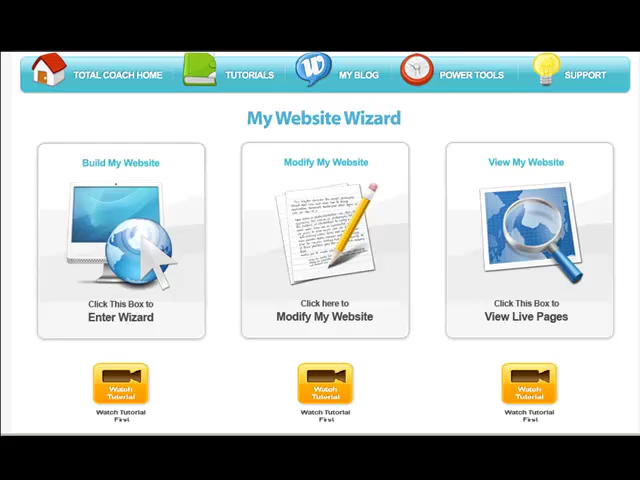 TOTAL COACH HOME
TUTORIALS
W
MY BLOG
POWER TOOLS
SUPPORT
My Website Wizard
Build My Website
Click This Box to
Enter Wizard
Modify My Website
Click here to
Modify My Website
View My Website
Click This Box to
View Live Pages
Watch
Tutorial
Watch Tutorial
First
Watch
Tutorial
Watch Tutorial
First
Watch
Tutorial
Watch Tutorial
First